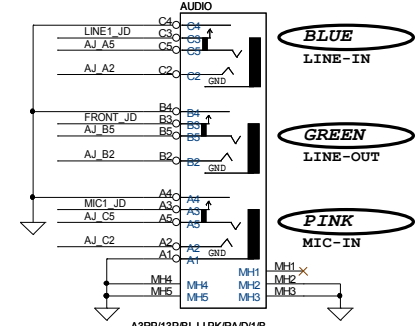 AUDIO
C4 C4
LINE1_JD C3 C3
AJ_A5 C5 C5
AJ_A2 C2 C2
GND
BLUE
LINE-IN
B4 B4
FRONT_JD B3 B3
AJ_B5 B5 B5
AJ_B2 B2 B2
GND
GREEN
LINE-OUT
A4 A4
MIC1_JD A3 A3
AJ_C5 A5 A5
AJ_C2 A2 A2
GND
A1 A1
PINK
MIC-IN
MH1 MH1
MH4 MH4 MH2 MH2
MH5 MH5 MH3 MH3